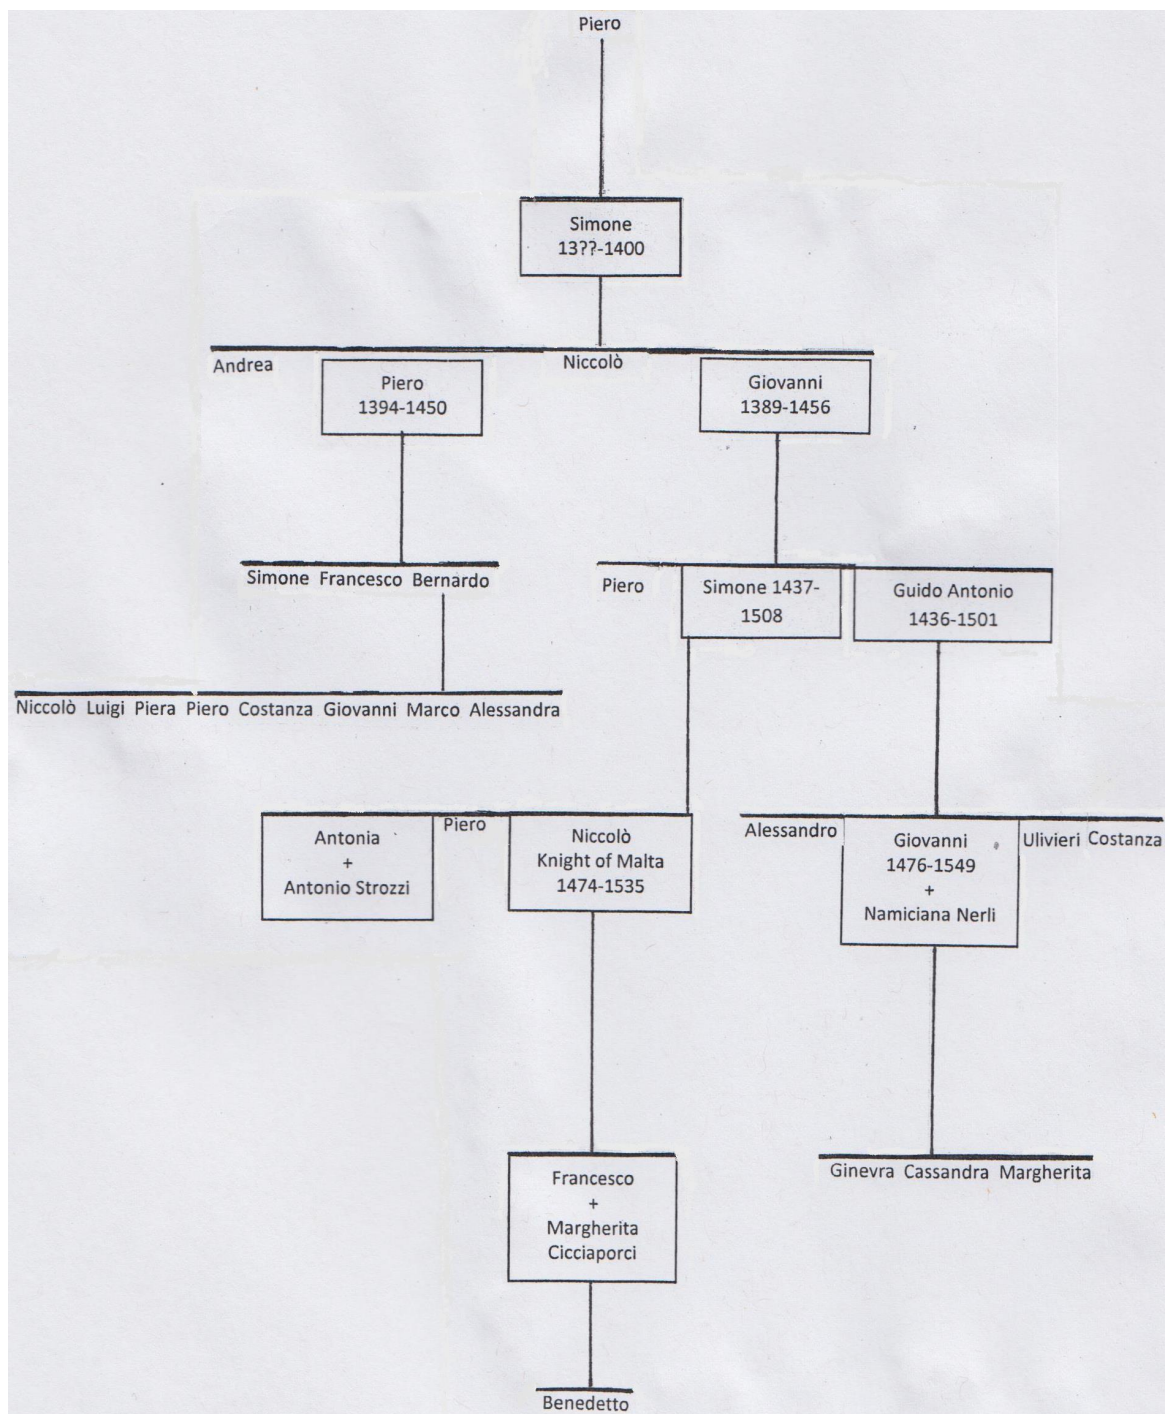 Piero
Simone
13??-1400
Andrea
Piero
1394-1450
Niccolò
Giovanni
1389-1456
Simone Francesco Bernardo
Piero
Simone 1437-
1508
Guido Antonio
1436-1501
Niccolò Luigi Piera Piero Costanza Giovanni Marco Alessandra
Antonia
+
Antonio Strozzi
Piero
Niccolò
Knight of Malta
1474-1535
Alessandro
Giovanni
1476-1549
+
Namiciana Nerli
Ulivieri Costanza
Francesco
+
Margherita
Cicciaporci
Ginevra Cassandra Margherita
Benedetto